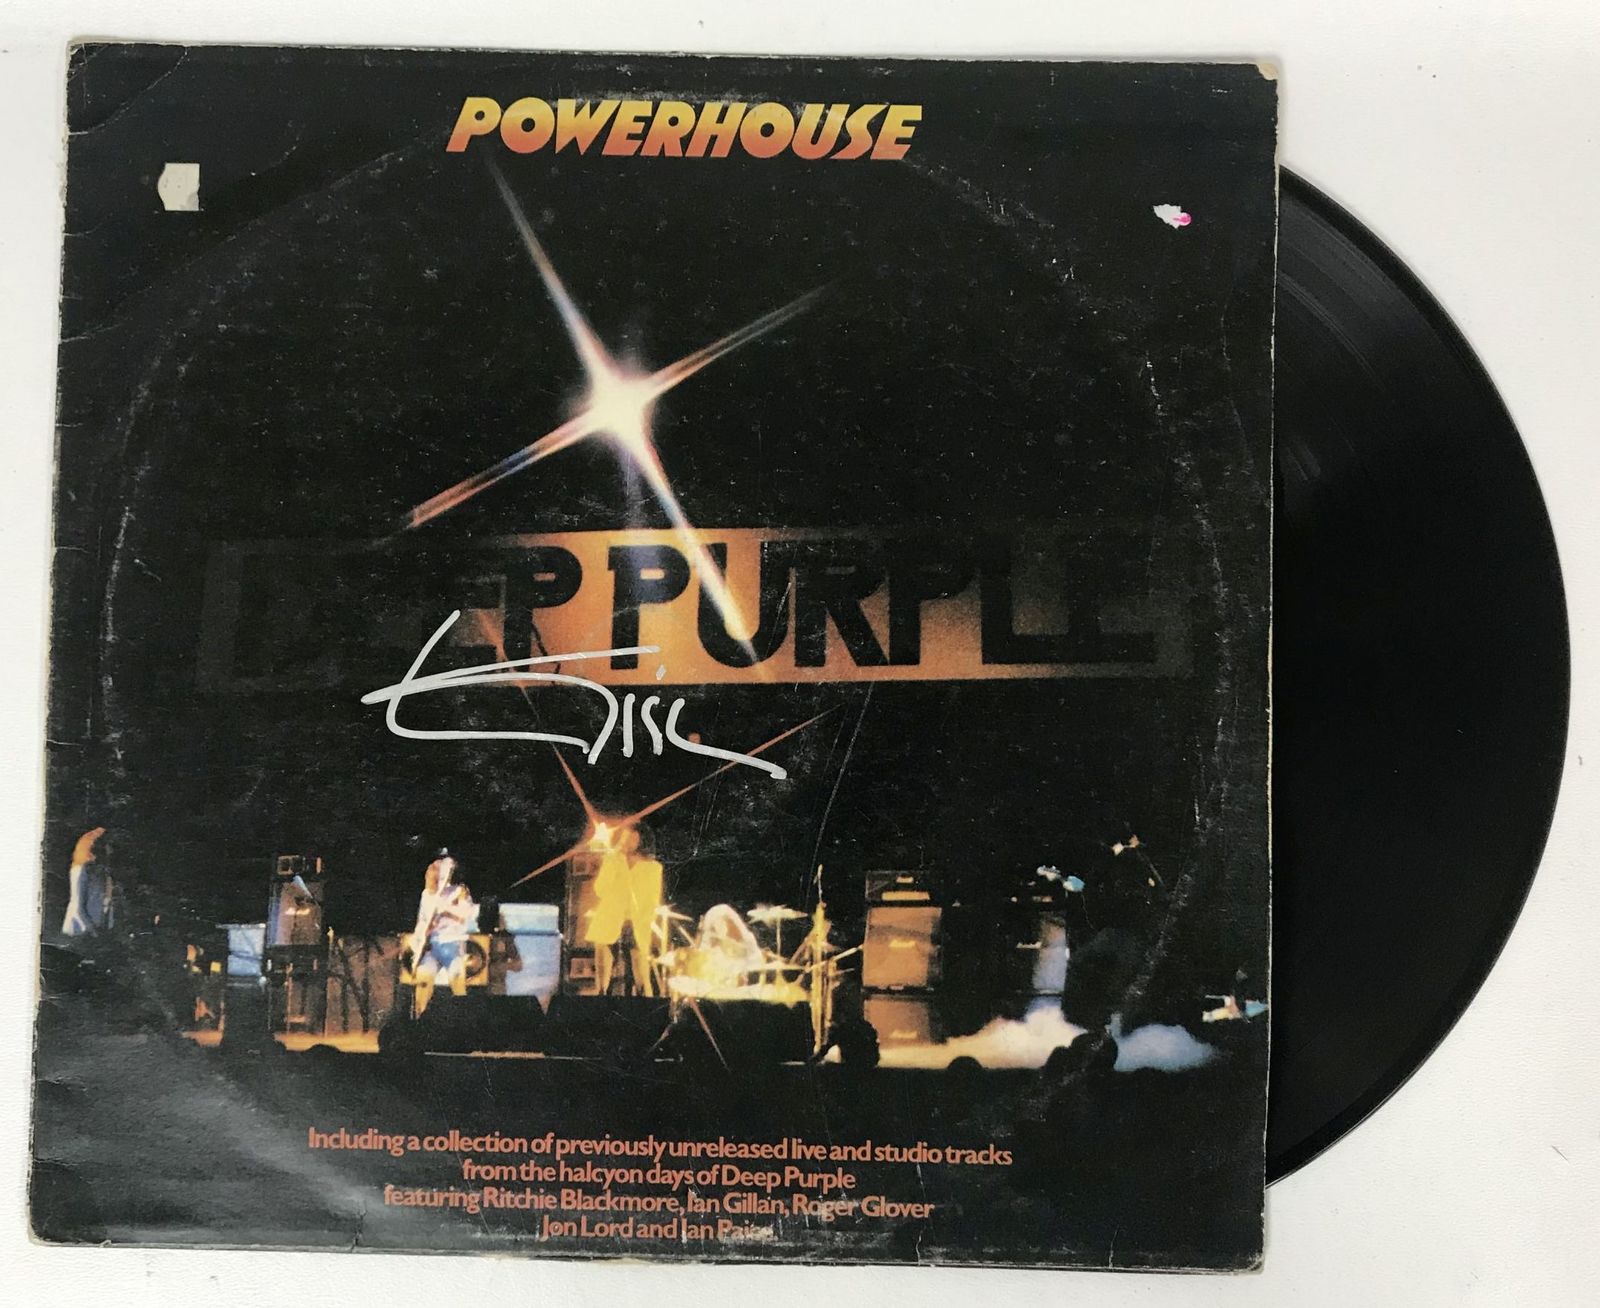 POWERHOUSE
DEEP PURPLE
Including a collection of previously unreleased live and studio tracks
from the halcyon days of Deep Purple
featuring Ritchie Blackmore, Ian Gillan, Roger Glover
Jon Lord and Ian Paice.